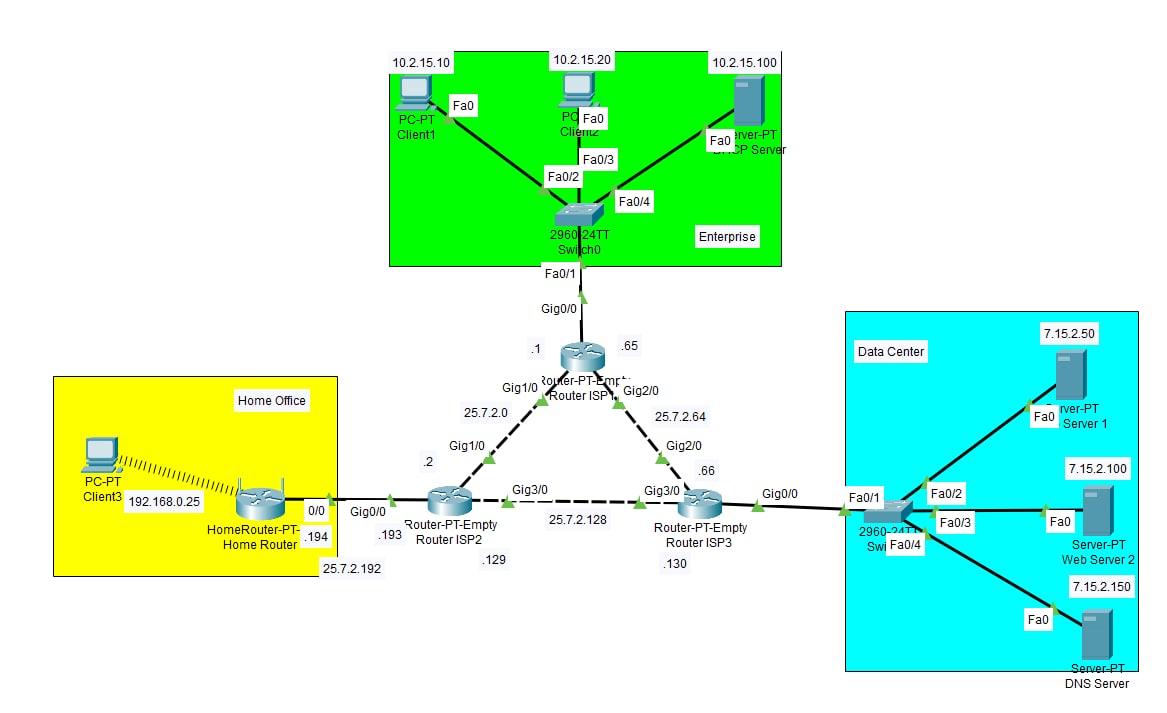 10.2.15.10
10.2.15.20
10.2.15.100
Fa0
PC-PT
Client1
Fa0
Client2
Fa0
Server-PT
Server
Fa0/3
Fa0/2
Fa0/4
2960-24TT
Switch0
Enterprise
Fa0/1
Gig0/0
.1
.65
Router-PT-Empty
Router ISP1
Gig1/0
Gig2/0
25.7.2.0
25.7.2.64
Gig1/0
Gig2/0
.2
.66
Gig3/0
Gig3/0
Gig0/0
25.7.2.128
Router-PT-Empty
Router ISP2
Router-PT-Empty
Router ISP3
.129
.130
Home Office
PC-PT
Client3
192.168.0.25
HomeRouter-PT-
Home Router
0/0
.194
Gig0/0
.193
25.7.2.192
Data Center
7.15.2.50
Fa0
Server 1
7.15.2.100
Fa0/1
Fa0/2
Fa0/3
Fa0
2960-24TT
Fa0/4
Server-PT
Web Server 2
7.15.2.150
Fa0
Server-PT
DNS Server